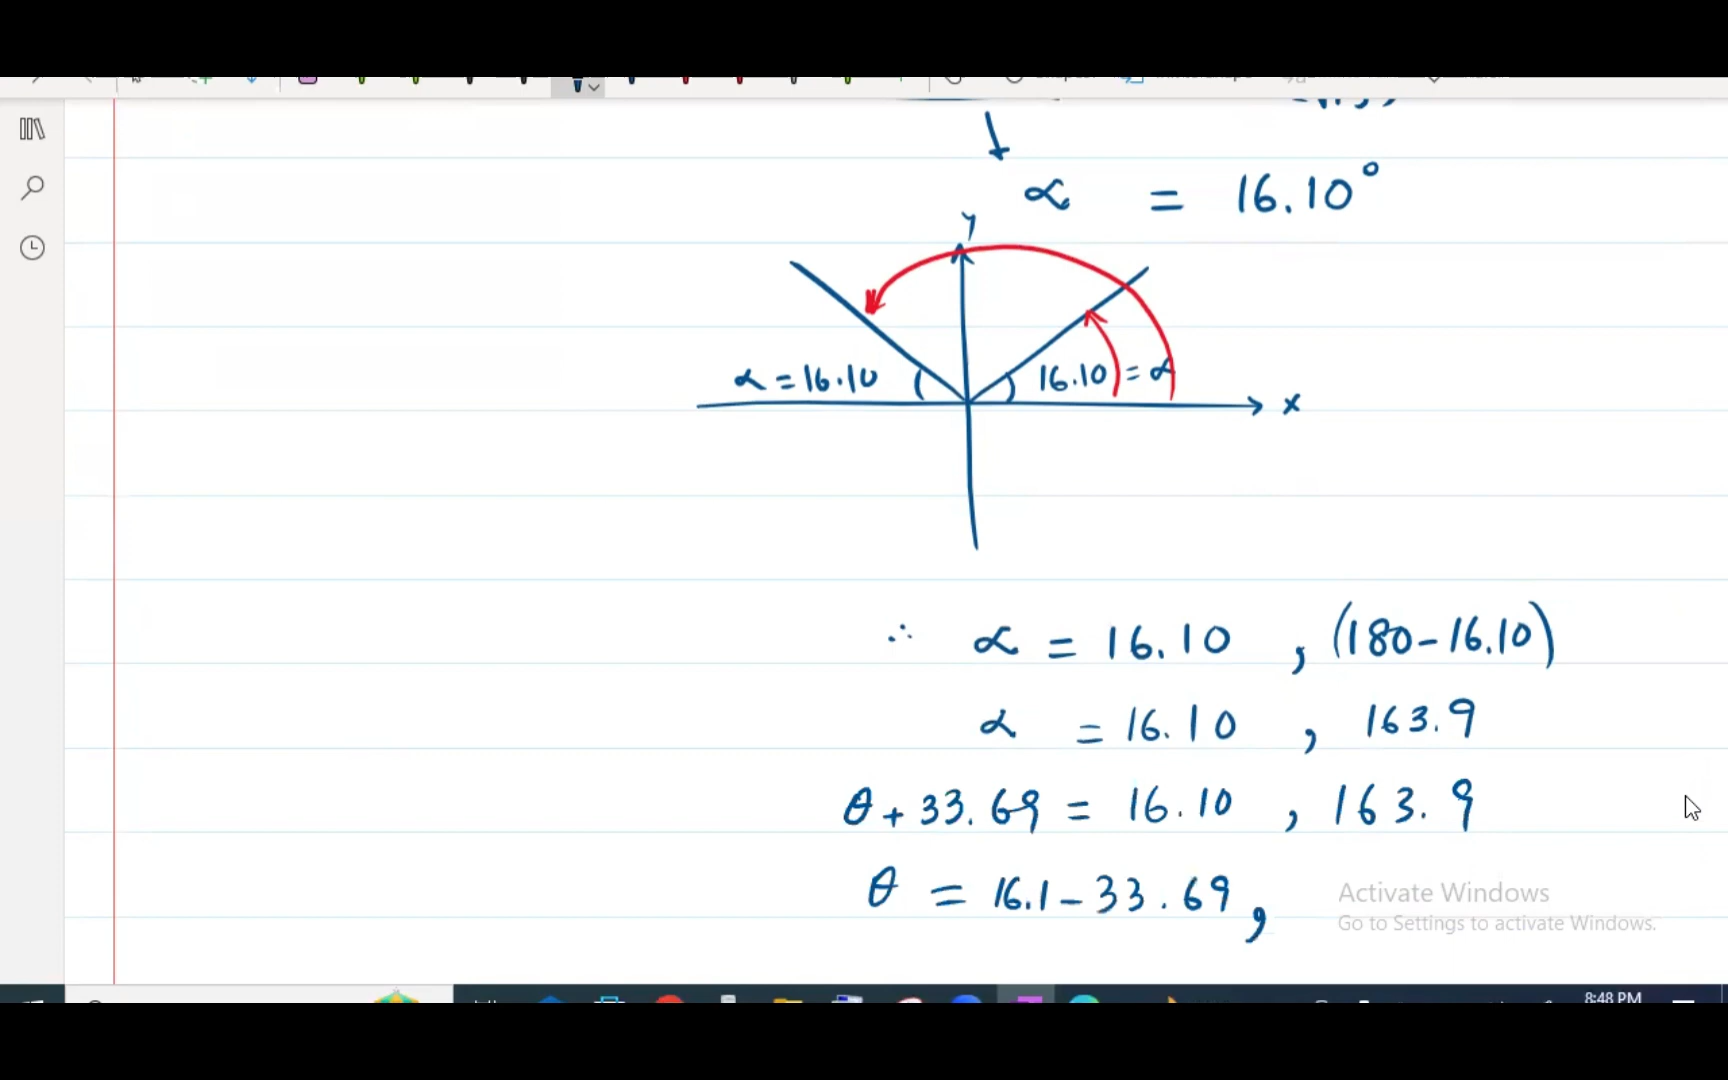 α = 16.10°
y
α = 16.10
16.10 = α
x
∴ α = 16.10 , (180-16.10)
α = 16.10 , 163.9
θ + 33.69 = 16.10 , 163.9
θ = 16.1 - 33.69 ,
Activate Windows
Go to Settings to activate Windows.
8:48 PM